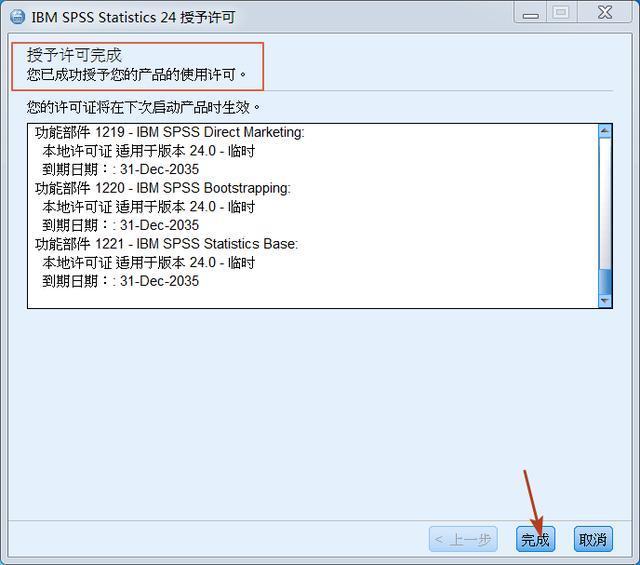 IBM SPSS Statistics 24 授予许可
授予许可完成
您已成功授予您的产品的使用许可。
您的许可证将在下次启动产品时生效。
功能部件 1219 - IBM SPSS Direct Marketing:
本地许可证 适用于版本 24.0 - 临时
到期日期：: 31-Dec-2035
功能部件 1220 - IBM SPSS Bootstrapping:
本地许可证 适用于版本 24.0 - 临时
到期日期：: 31-Dec-2035
功能部件 1221 - IBM SPSS Statistics Base:
本地许可证 适用于版本 24.0 - 临时
到期日期：: 31-Dec-2035
< 上一步 完成 取消